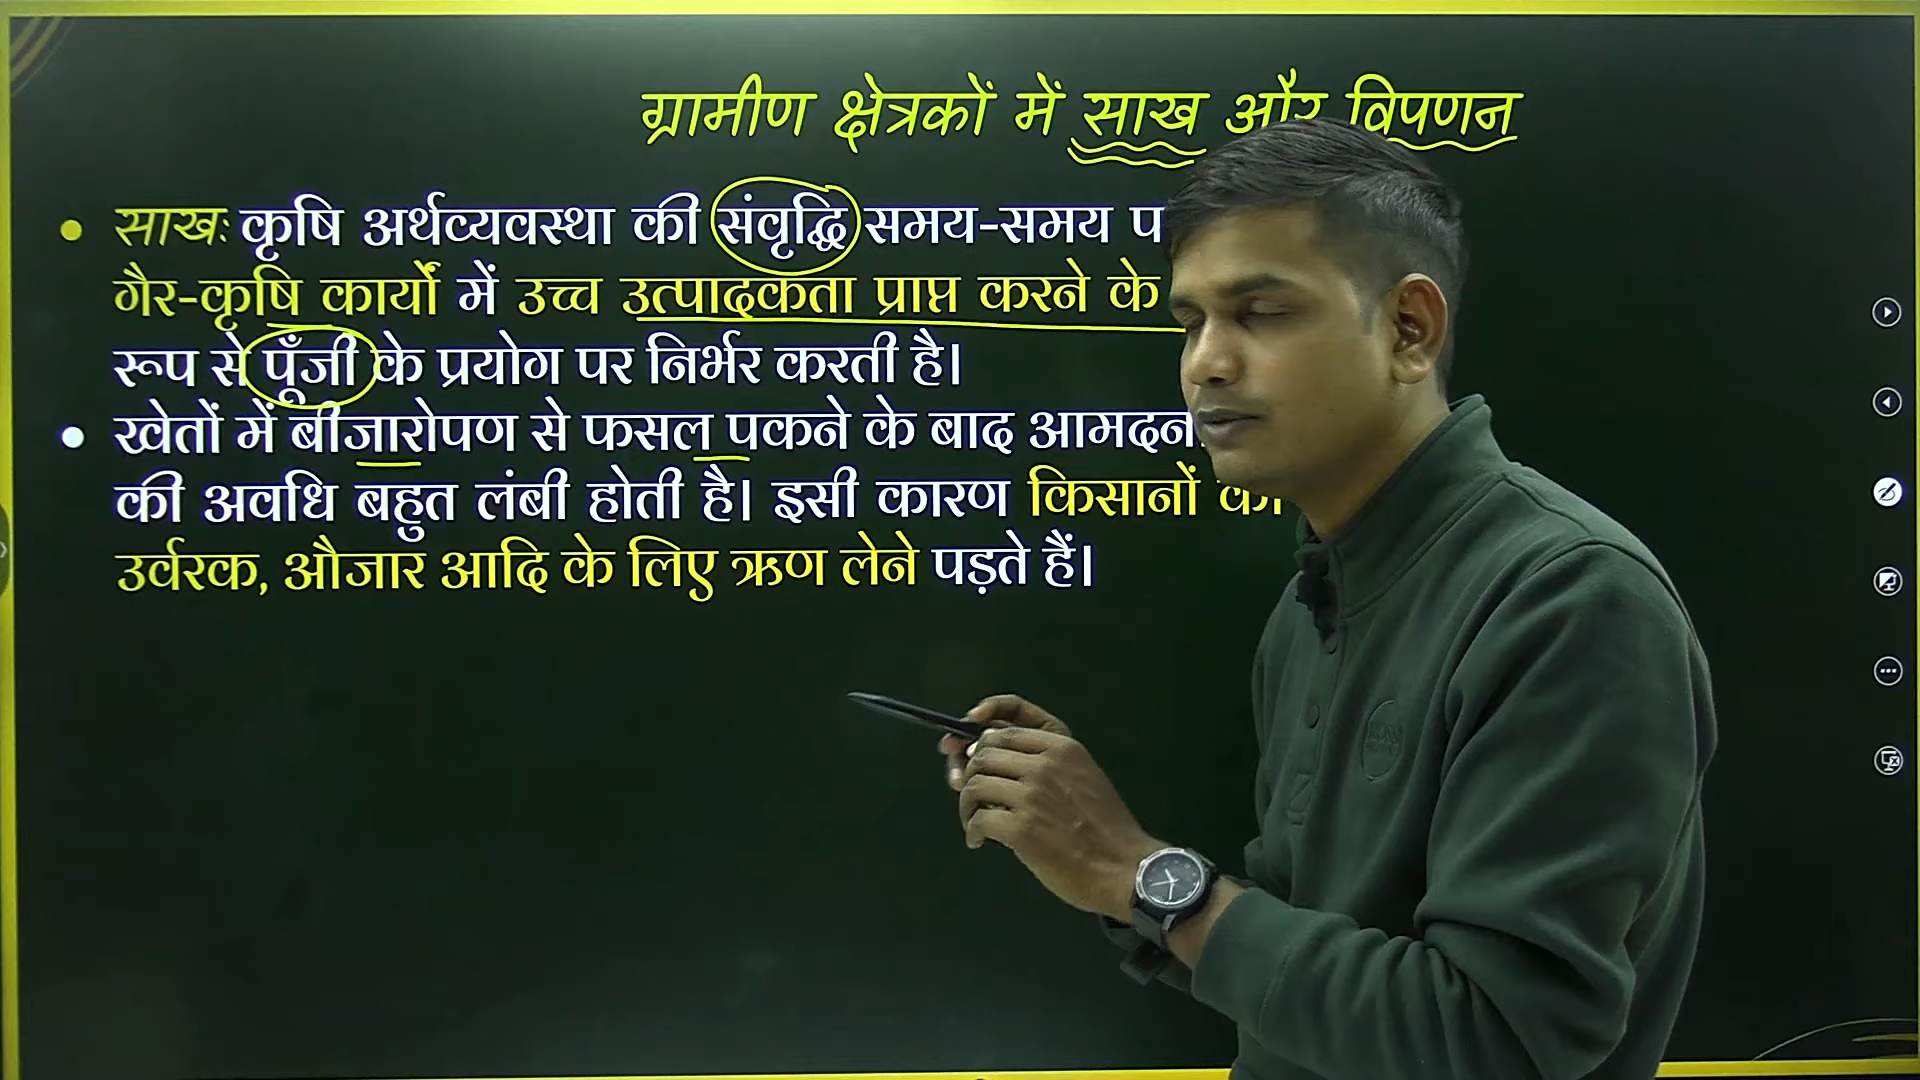 ग्रामीण क्षेत्रकों में साख और विपणन
साख: कृषि अर्थव्यवस्था की संवृद्धि समय-समय
गैर-कृषि कार्यों में उच्च उत्पादकता प्राप्त करने के
रूप से पूँजी के प्रयोग पर निर्भर करती है।
खेतों में बीजारोपण से फसल पकने के बाद
की अवधि बहुत लंबी होती है। इसी कारण किसानों
उर्वरक, औजार आदि के लिए ऋण लेने पड़ते हैं।